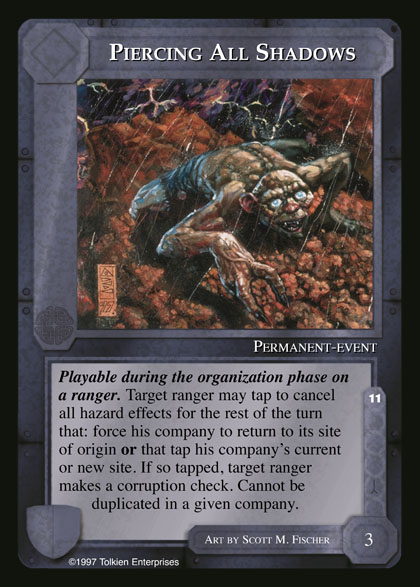 Piercing All Shadows
Permanent-event
Playable during the organization phase on
a ranger. Target ranger may tap to cancel
all hazard effects for the rest of the turn
that: force his company to return to its site
of origin or that tap his company's current
or new site. If so tapped, target ranger
makes a corruption check. Cannot be
duplicated in a given company.
11
Art by Scott M. Fischer
3
©1997 Tolkien Enterprises